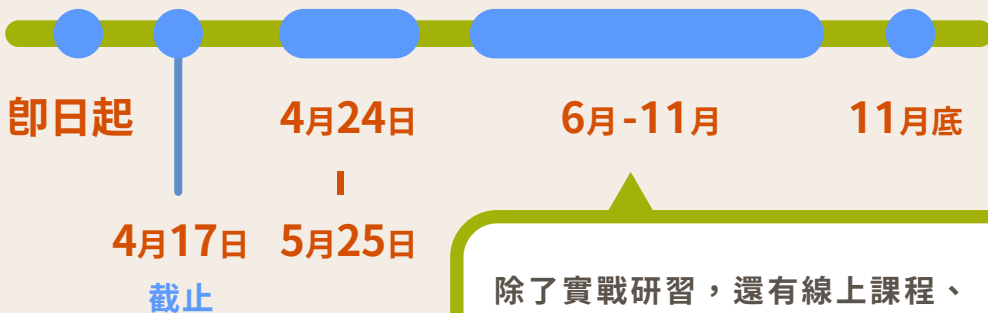 即日起
4月17日
截止
4月24日
-
5月25日
6月-11月
11月底
除了實戰研習,還有線上課程、